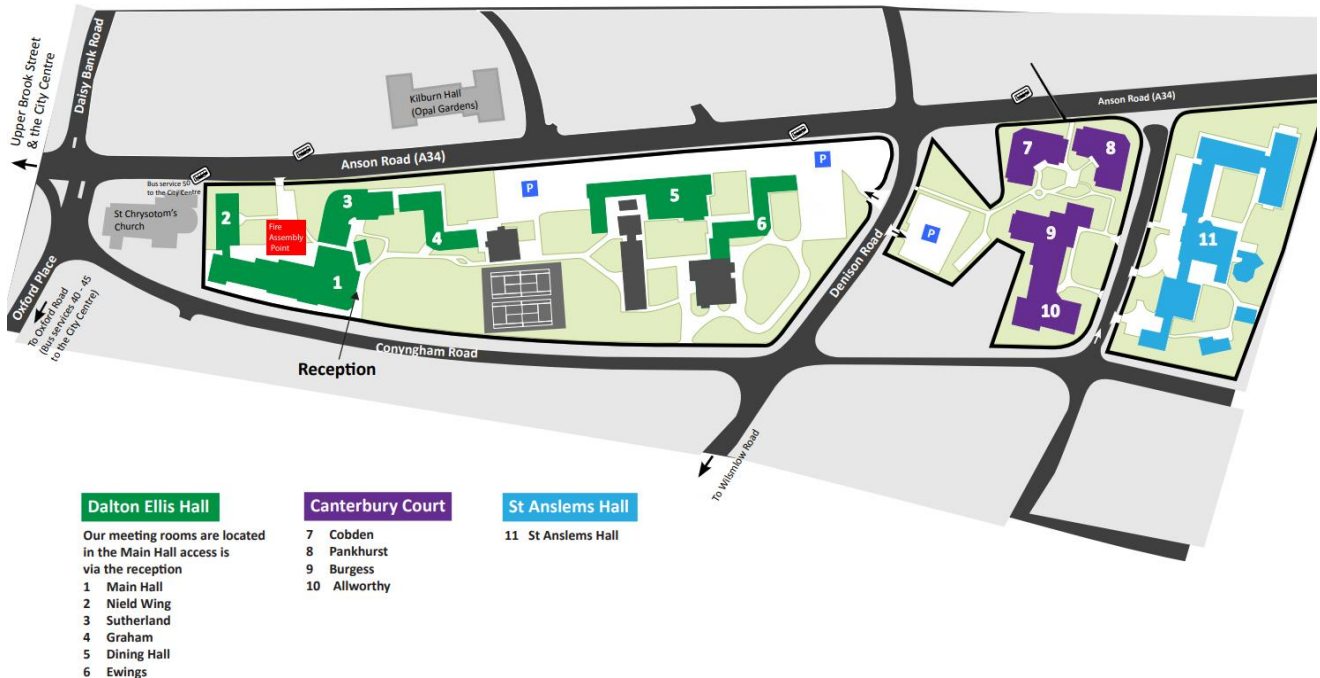 Upper Brook Street
& the City Centre
Daisy Bank Road
Kilburn Hall
(Opal Gardens)
Anson Road (A34)
Anson Road (A34)
Bus service 50
to the City Centre
St Chrysotom's
Church
Fire
Assembly
Point
P
P
P
1
2
3
4
5
6
7
8
9
10
11
Oxford Place
To Oxford Road
(Bus services 40 - 45
to the City Centre)
Conyngham Road
Reception
Denison Road
To Wilsmlow Road
Dalton Ellis Hall
Our meeting rooms are located
in the Main Hall access is
via the reception
1 Main Hall
2 Nield Wing
3 Sutherland
4 Graham
5 Dining Hall
6 Ewings
Canterbury Court
7 Cobden
8 Pankhurst
9 Burgess
10 Allworthy
St Anslems Hall
11 St Anslems Hall